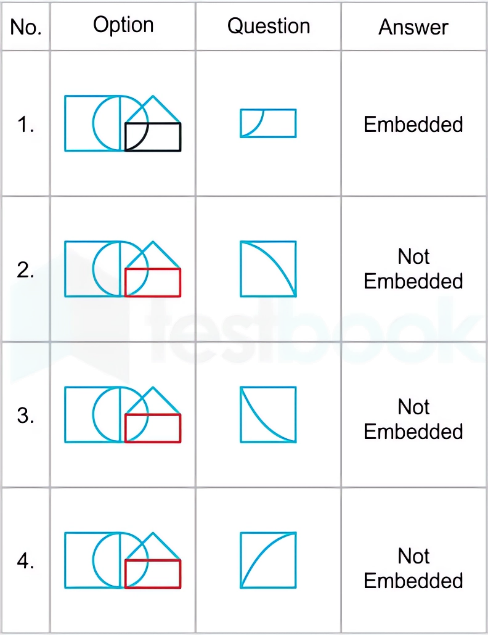 No. Option Question Answer
1. Embedded
2. Not
Embedded
testbook
3. Not
Embedded
4. Not
Embedded